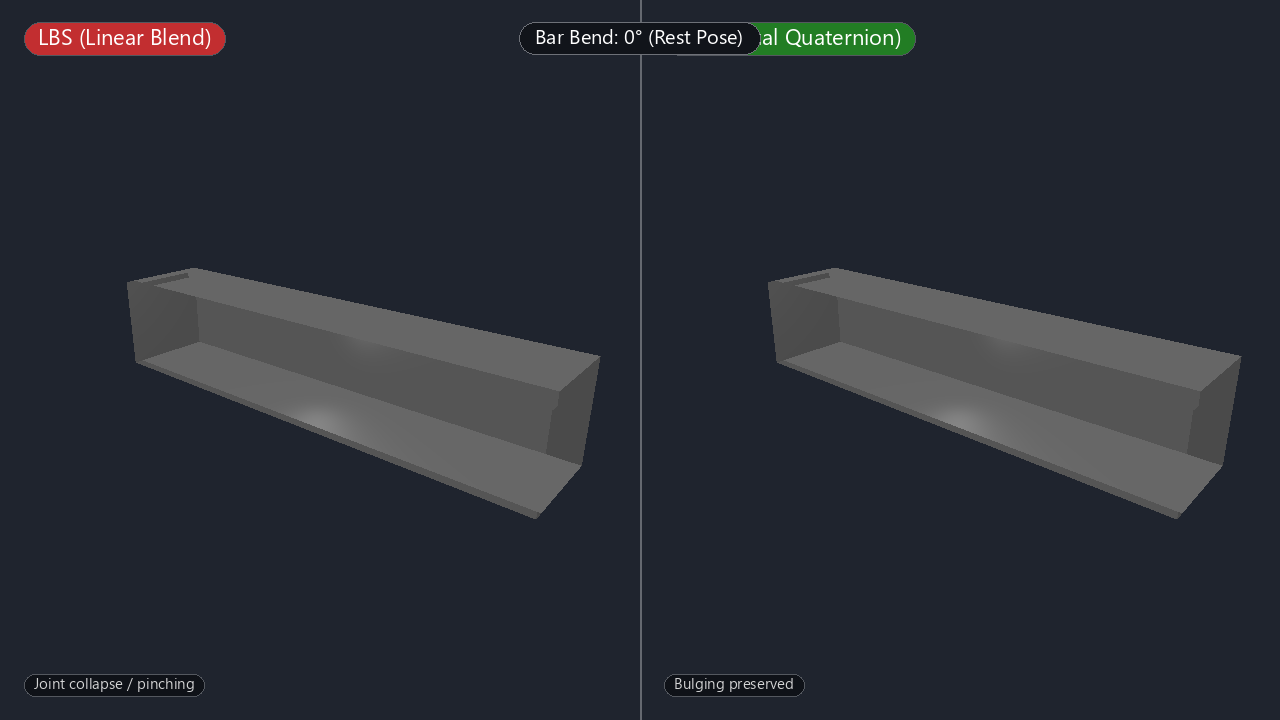 LBS (Linear Blend)
Bar Bend: 0° (Rest Pose)
al Quaternion)
Joint collapse / pinching
Bulging preserved